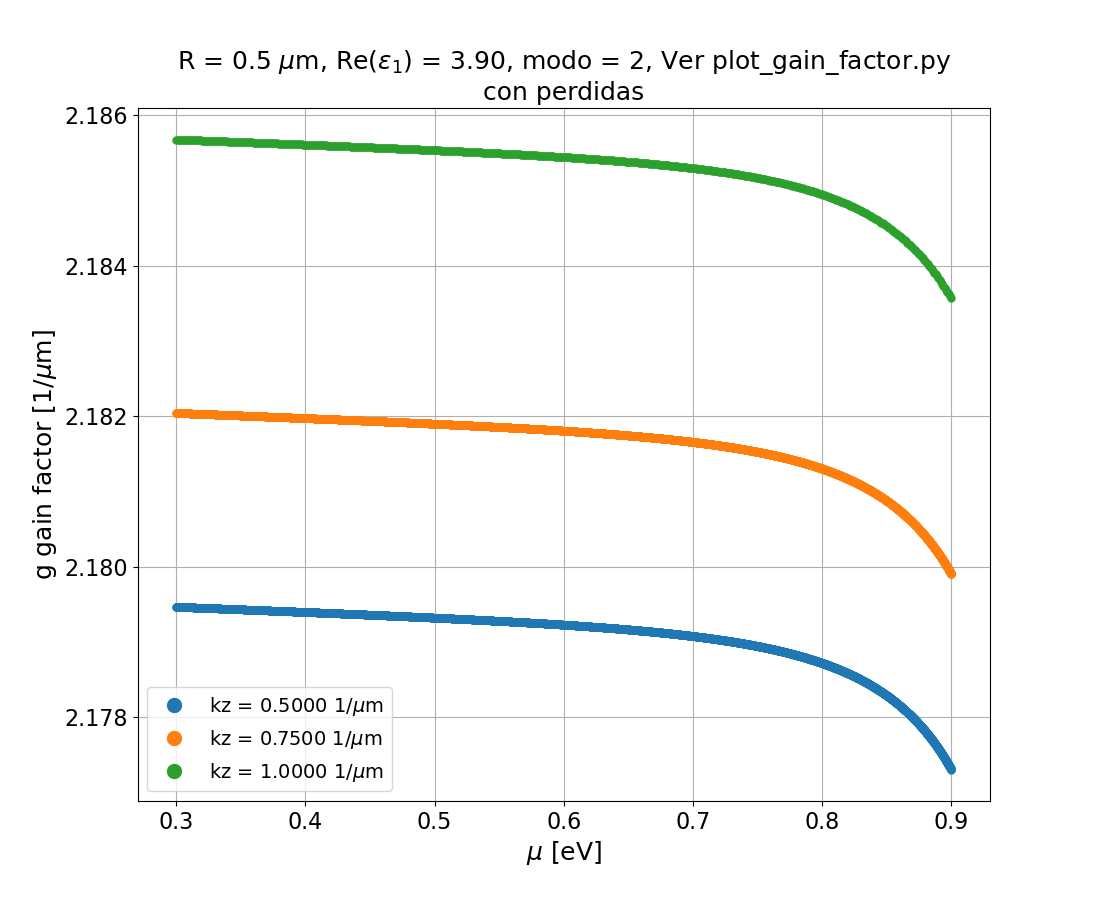 R = 0.5 μm, Re(ε₁) = 3.90, modo = 2, Ver plot_gain_factor.py
con perdidas
2.186
2.184
2.182
2.180
2.178
g gain factor [1/μm]
kz = 0.5000 1/μm
kz = 0.7500 1/μm
kz = 1.0000 1/μm
0.3 0.4 0.5 0.6 0.7 0.8 0.9
μ [eV]